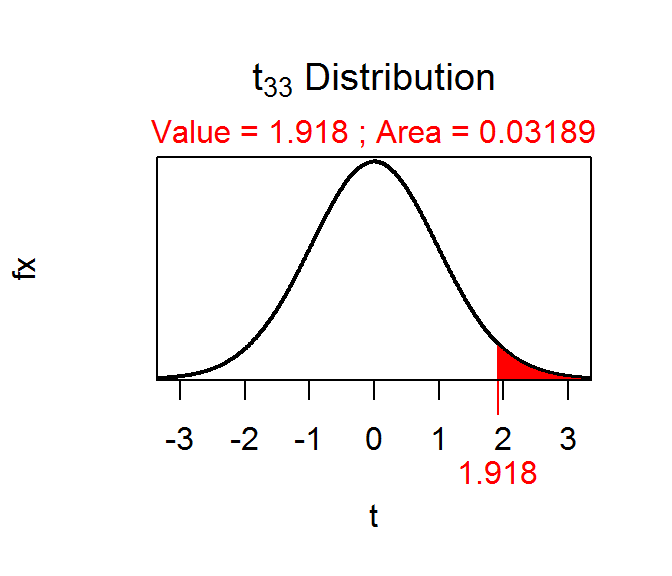 t₃₃ Distribution
Value = 1.918 ; Area = 0.03189
fx
-3 -2 -1 0 1 2 3
1.918
t